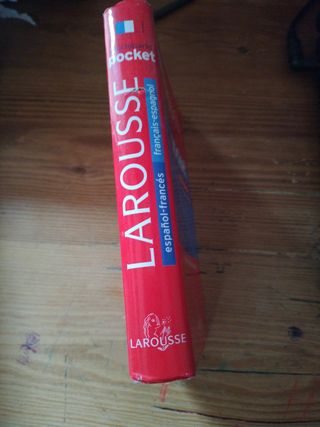 pocket
LAROUSSE
français-espagnol
español-francés
LAROUSSE